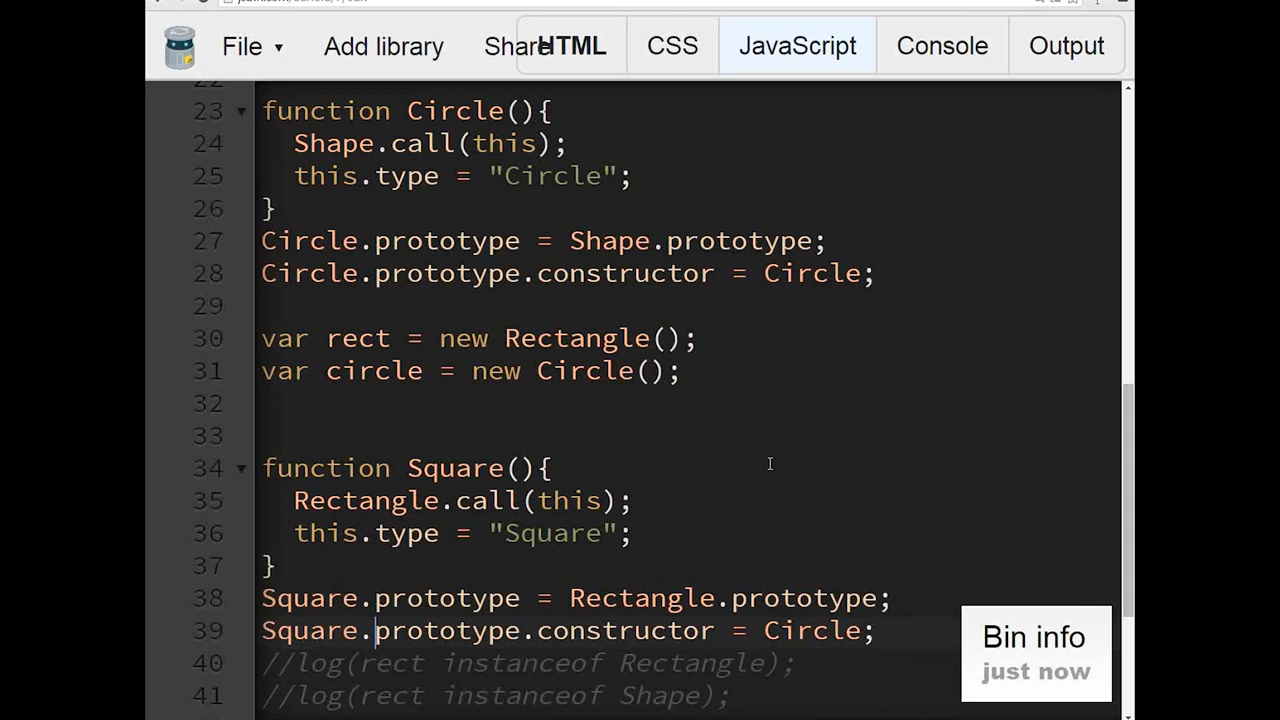 File ▾ Add library Share HTML CSS JavaScript Console Output
22
23 function Circle(){
24 Shape.call(this);
25 this.type = "Circle";
26 }
27 Circle.prototype = Shape.prototype;
28 Circle.prototype.constructor = Circle;
29
30 var rect = new Rectangle();
31 var circle = new Circle();
32
33
34 function Square(){
35 Rectangle.call(this);
36 this.type = "Square";
37 }
38 Square.prototype = Rectangle.prototype;
39 Square.prototype.constructor = Circle;
40 //log(rect instanceof Rectangle);
41 //log(rect instanceof Shape);
Bin info
just now